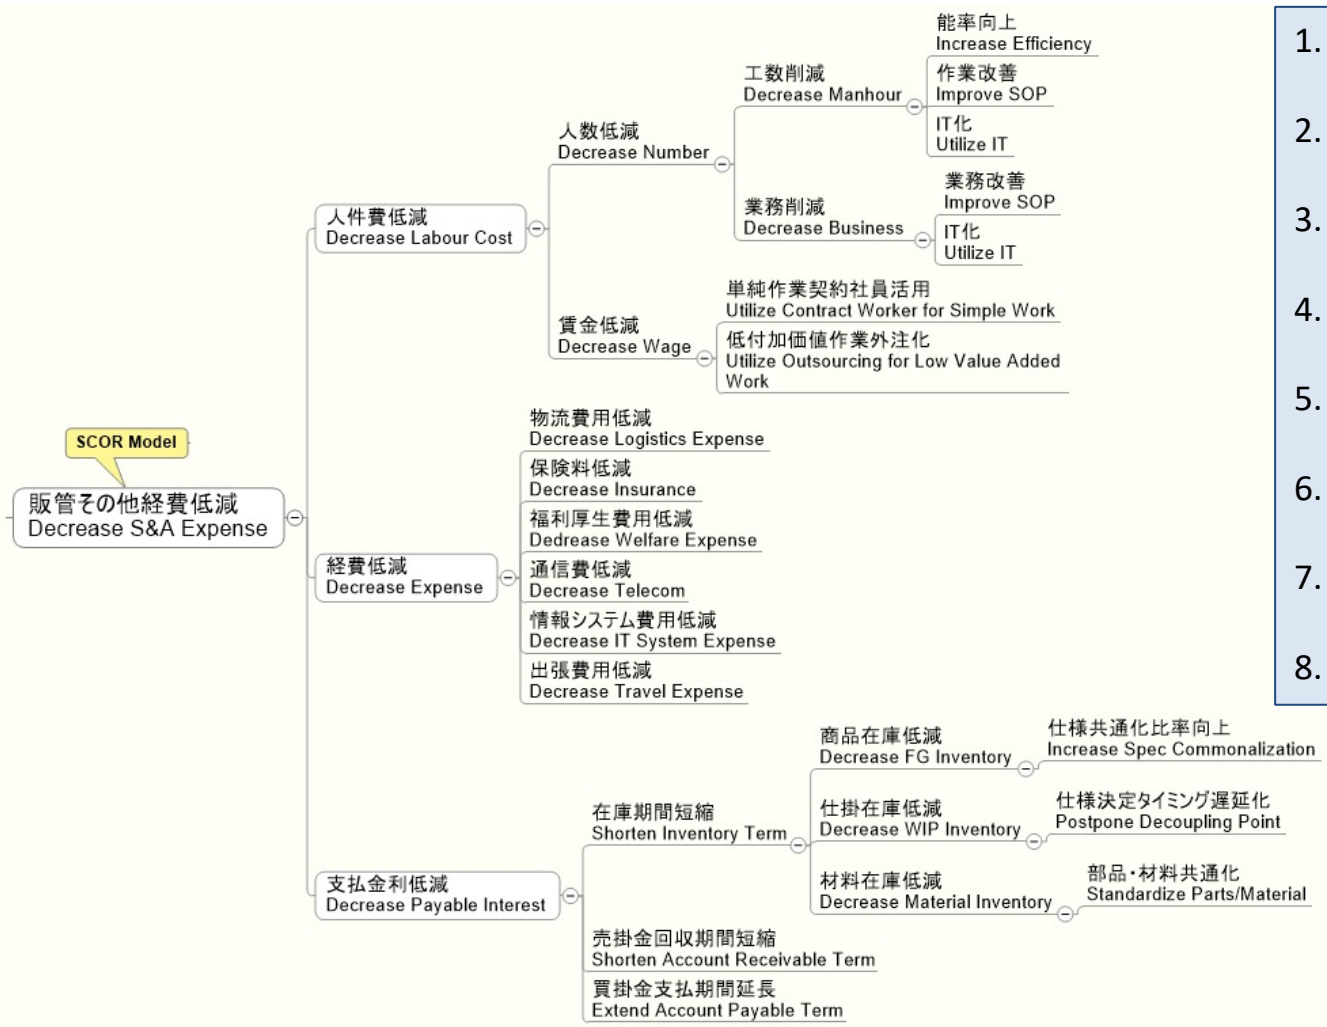 SCOR Model
販管その他経費低減
Decrease S&A Expense
人件費低減
Decrease Labour Cost
人数低減
Decrease Number
工数削減
Decrease Manhour
能率向上
Increase Efficiency
作業改善
Improve SOP
IT化
Utilize IT
業務削減
Decrease Business
業務改善
Improve SOP
IT化
Utilize IT
賃金低減
Decrease Wage
単純作業契約社員活用
Utilize Contract Worker for Simple Work
低付加価値作業外注化
Utilize Outsourcing for Low Value Added
Work
経費低減
Decrease Expense
物流費用低減
Decrease Logistics Expense
保険料低減
Decrease Insurance
福利厚生費用低減
Dedrease Welfare Expense
通信費低減
Decrease Telecom
情報システム費用低減
Decrease IT System Expense
出張費用低減
Decrease Travel Expense
支払金利低減
Decrease Payable Interest
在庫期間短縮
Shorten Inventory Term
商品在庫低減
Decrease FG Inventory
仕様共通化比率向上
Increase Spec Commonalization
仕掛在庫低減
Decrease WIP Inventory
仕様決定タイミング遅延化
Postpone Decoupling Point
材料在庫低減
Decrease Material Inventory
部品・材料共通化
Standardize Parts/Material
売掛金回収期間短縮
Shorten Account Receivable Term
買掛金支払期間延長
Extend Account Payable Term
1.
2.
3.
4.
5.
6.
7.
8.